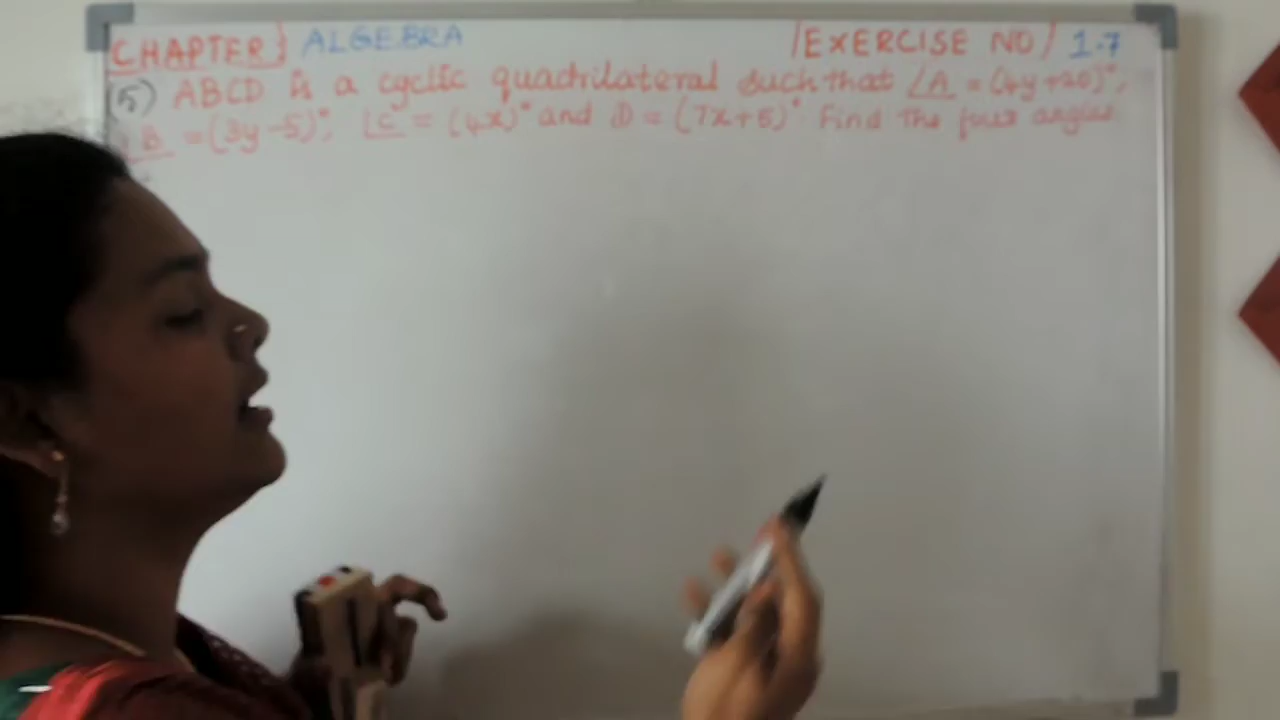 CHAPTER} ALGEBRA /EXERCISE NO/ 1.7
(5) ABCD is a cyclic quadrilateral such that ∠A = (4y+20)°,
B = (3y-5)°, ∠C = (4x)° and D = (7x+5)°. Find the four angles